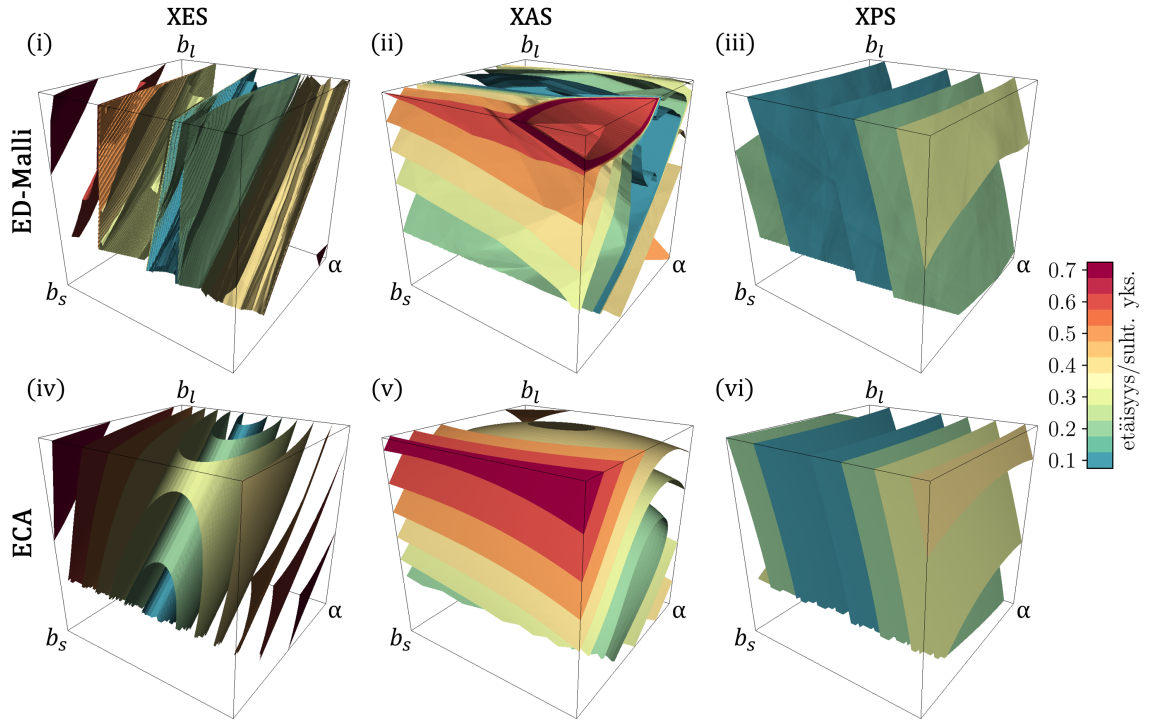 XES XAS XPS
(i) (ii) (iii)
b_l b_l b_l
ED-Malli
α α α
b_s b_s b_s
0.7
0.6
0.5
0.4
0.3
0.2
0.1
etäisyys/suht. yks.
(iv) (v) (vi)
b_l b_l b_l
ECA
α α α
b_s b_s b_s